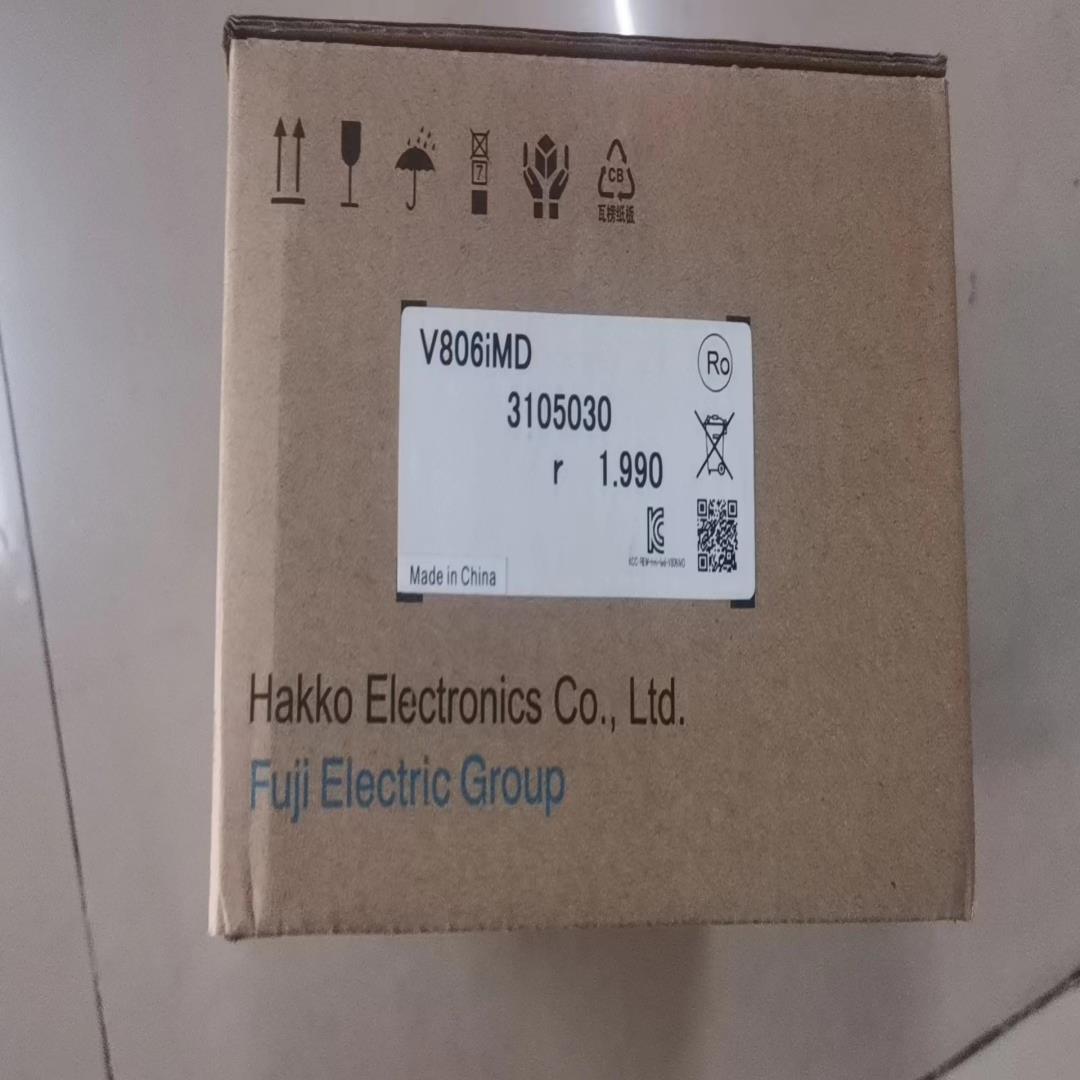 7
CB
瓦楞纸板
V806iMD
Ro
3105030
r 1.990
Made in China
Hakko Electronics Co., Ltd.
Fuji Electric Group